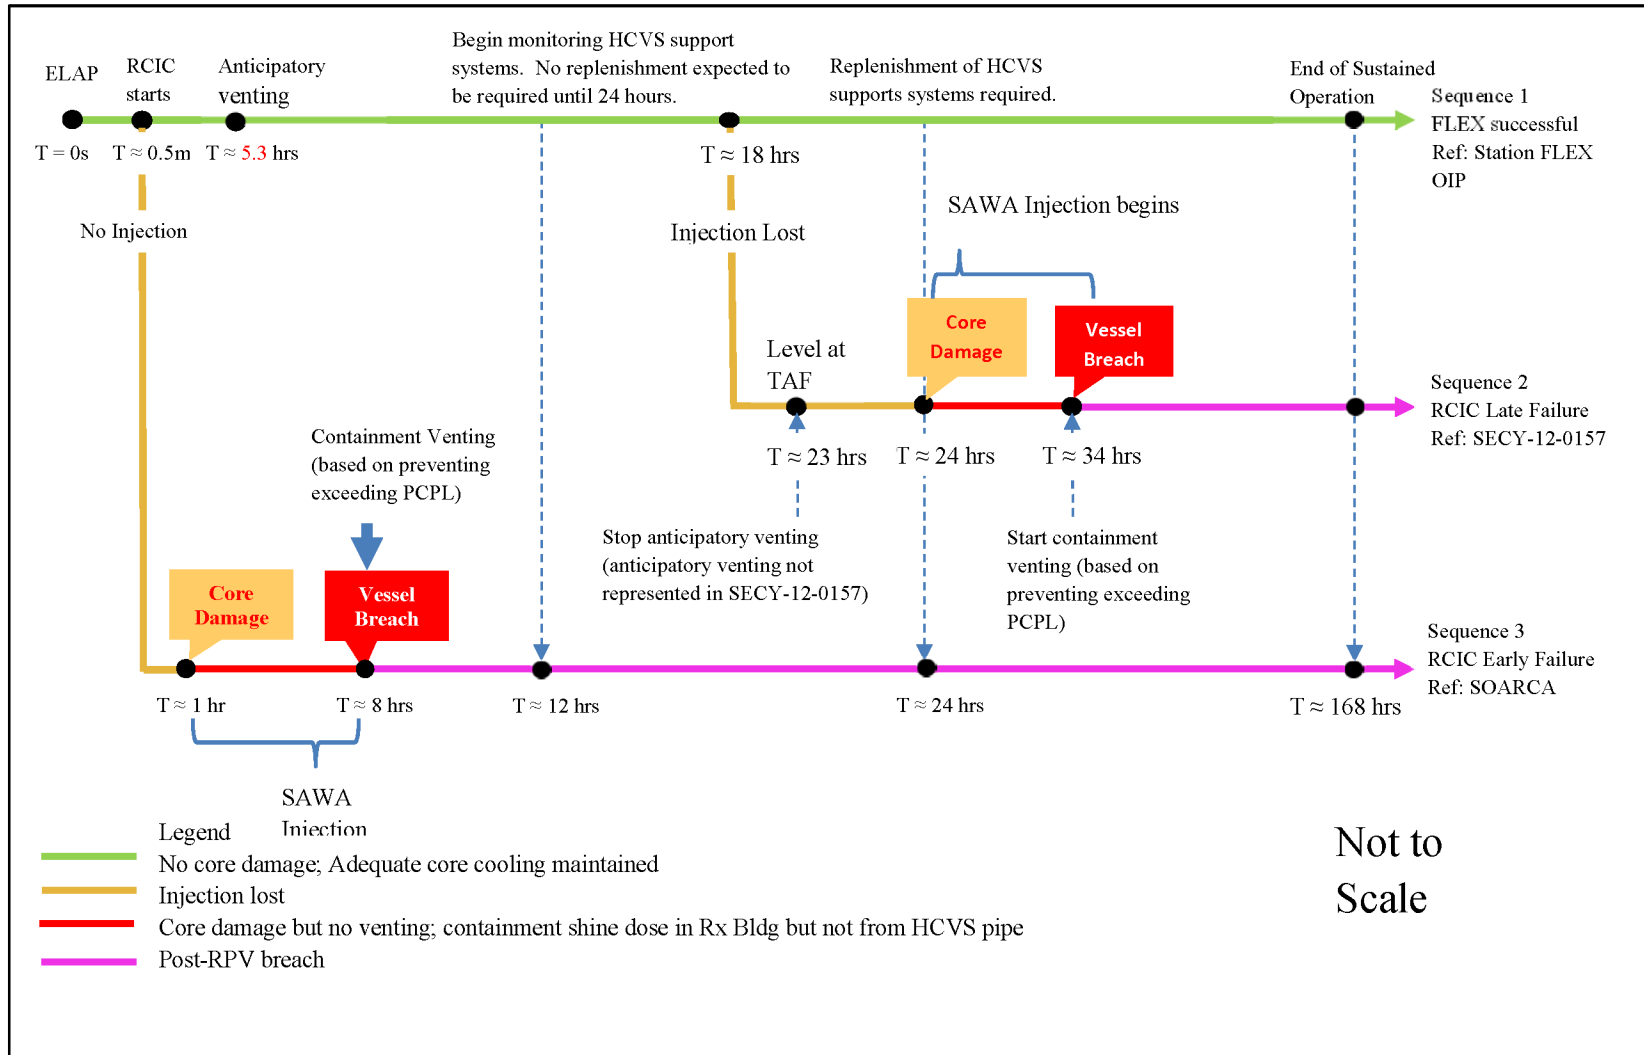 ELAP
RCIC
starts
Anticipatory
venting
Begin monitoring HCVS support
systems. No replenishment expected to
be required until 24 hours.
Replenishment of HCVS
supports systems required.
End of Sustained
Operation
Sequence 1
FLEX successful
Ref: Station FLEX
OIP
T = 0s
T ≈ 0.5m
T ≈ 5.3 hrs
T ≈ 18 hrs
No Injection
Injection Lost
SAWA Injection begins
Core
Damage
Vessel
Breach
Level at
TAF
Sequence 2
RCIC Late Failure
Ref: SECY-12-0157
T ≈ 23 hrs
T ≈ 24 hrs
T ≈ 34 hrs
Containment Venting
(based on preventing
exceeding PCPL)
Stop anticipatory venting
(anticipatory venting not
represented in SECY-12-0157)
Start containment
venting (based on
preventing exceeding
PCPL)
Core
Damage
Vessel
Breach
Sequence 3
RCIC Early Failure
Ref: SOARCA
T ≈ 1 hr
T ≈ 8 hrs
T ≈ 12 hrs
T ≈ 24 hrs
T ≈ 168 hrs
SAWA
Injection
Legend
No core damage; Adequate core cooling maintained
Injection lost
Core damage but no venting; containment shine dose in Rx Bldg but not from HCVS pipe
Post-RPV breach
Not to
Scale